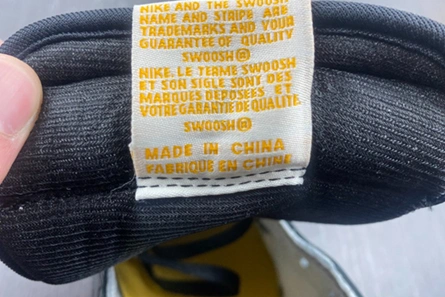 NIKE AND THE SWOOSH
NAME AND STRIPE ARE
TRADEMARKS AND YOUR
GUARANTEE OF QUALITY
SWOOSH®
NIKE. LE TERME SWOOSH
ET SON SIGLE SONT DES
MARQUES DEPOSEES ET
VOTRE GARANTIE DE QUALITE.
SWOOSH®
MADE IN CHINA
FABRIQUE EN CHINE